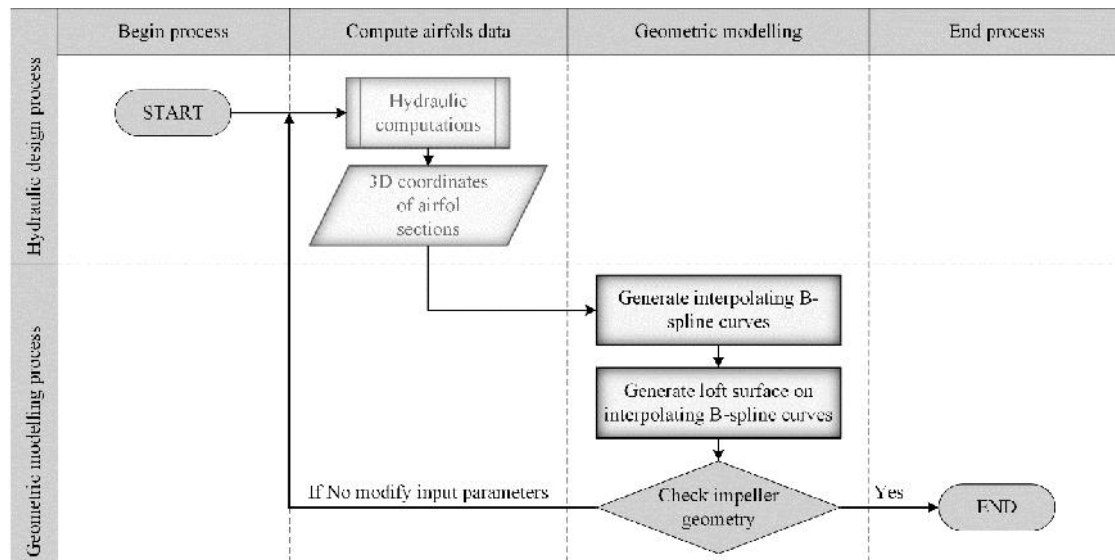 Begin process
Compute airfols data
Geometric modelling
End process
Hydraulic design process
START
Hydraulic
computations
3D coordinates
of airfol
sections
Geometric modelling process
Generate interpolating B-
spline curves
Generate loft surface on
interpolating B-spline curves
If No modify input parameters
Check impeller
geometry
Yes
END